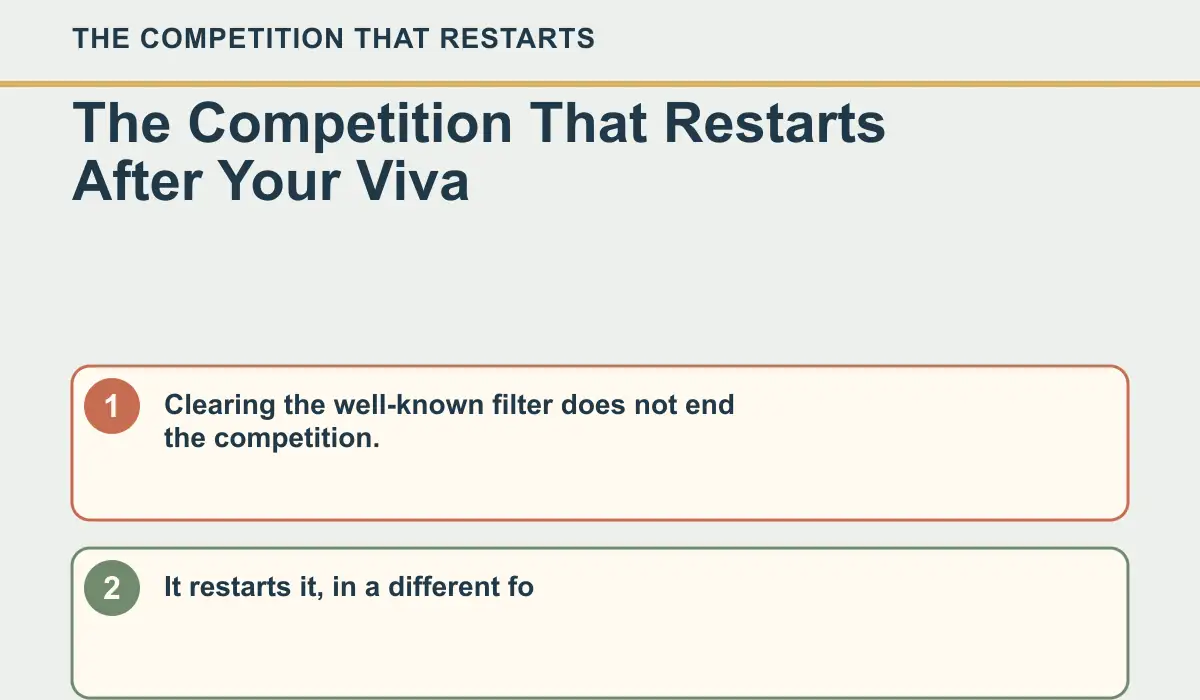 THE COMPETITION THAT RESTARTS
The Competition That Restarts
After Your Viva
1
Clearing the well-known filter does not end
the competition.
2
It restarts it, in a different fo